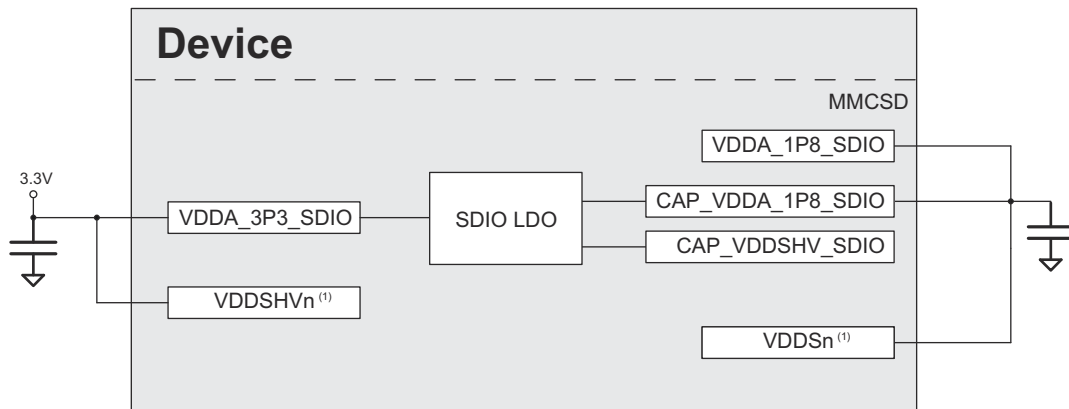 Device
MMCSD
VDDA_1P8_SDIO
3.3V
VDDA_3P3_SDIO
SDIO LDO
CAP_VDDA_1P8_SDIO
CAP_VDDSHV_SDIO
VDDSHVn (1)
VDDSn (1)